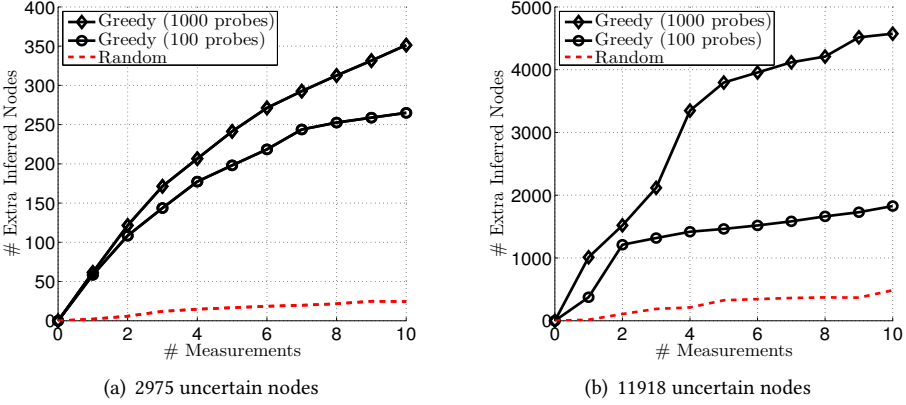 400
350
300
250
200
150
100
50
0
# Extra Inferred Nodes
Greedy (1000 probes)
Greedy (100 probes)
Random
0 2 4 6 8 10
# Measurements
(a) 2975 uncertain nodes
5000
4000
3000
2000
1000
0
# Extra Inferred Nodes
Greedy (1000 probes)
Greedy (100 probes)
Random
0 2 4 6 8 10
# Measurements
(b) 11918 uncertain nodes